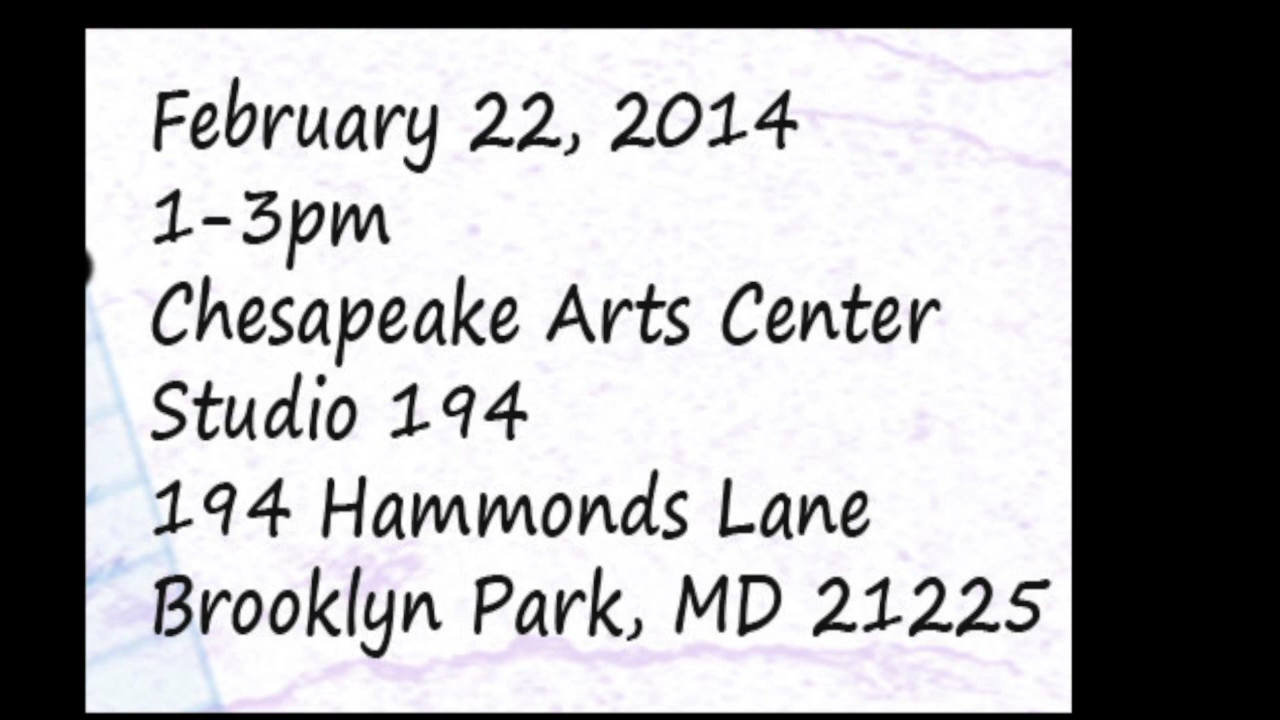 February 22, 2014
1-3pm
Chesapeake Arts Center
Studio 194
194 Hammonds Lane
Brooklyn Park, MD 21225